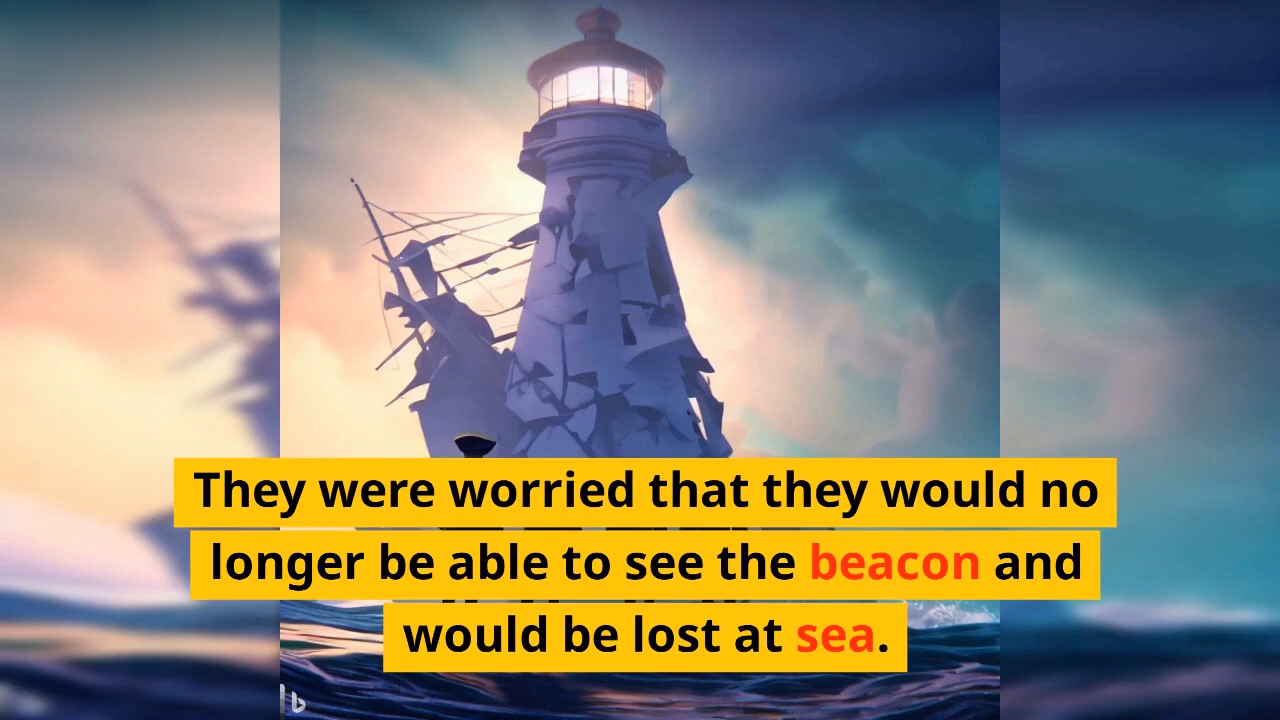 They were worried that they would no
longer be able to see the beacon and
would be lost at sea.